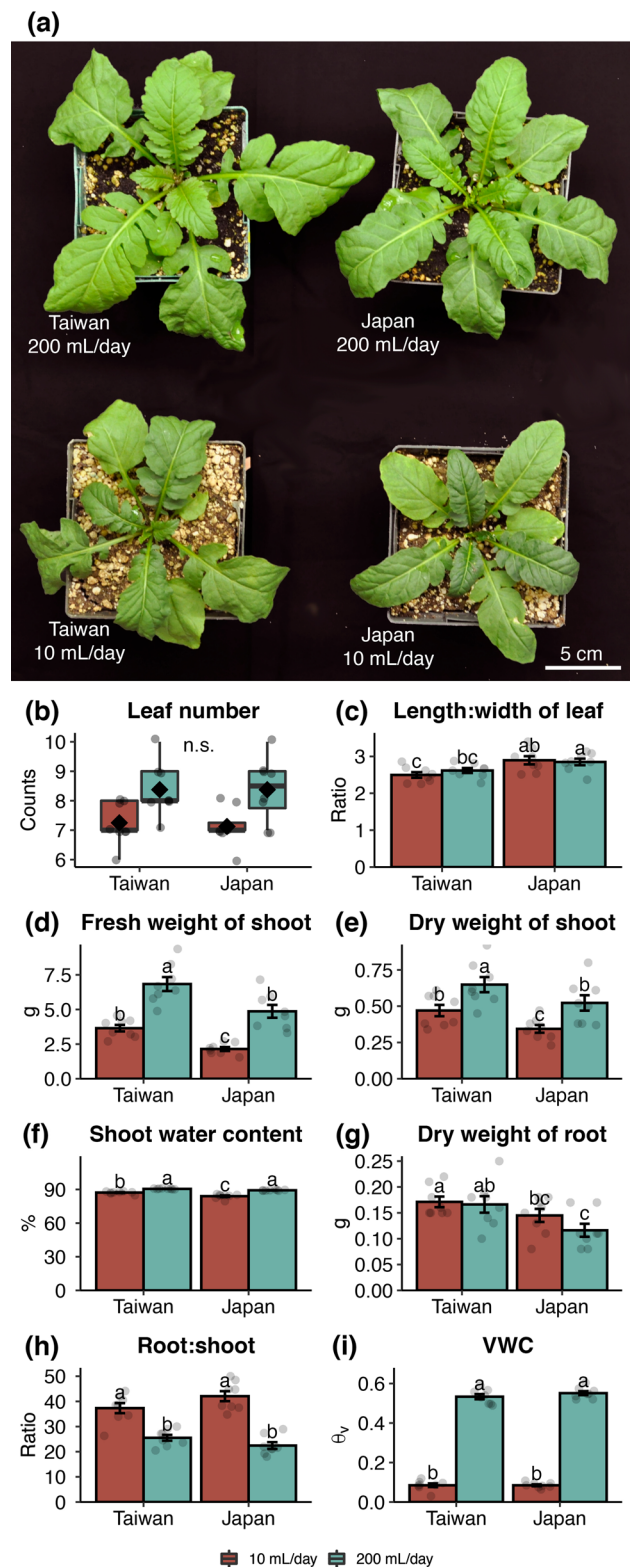 (a)
Taiwan
200 mL/day
Japan
200 mL/day
Taiwan
10 mL/day
Japan
10 mL/day
5 cm
(b) Leaf number
Counts
10
9
8
7
6
n.s.
Taiwan Japan
(c) Length:width of leaf
Ratio
3
2
1
0
c bc ab a
Taiwan Japan
(d) Fresh weight of shoot
g
7.5
5.0
2.5
0.0
b a c b
Taiwan Japan
(e) Dry weight of shoot
g
0.75
0.50
0.25
0.00
b a c b
Taiwan Japan
(f) Shoot water content
%
90
60
30
0
b a c a
Taiwan Japan
(g) Dry weight of root
g
0.25
0.20
0.15
0.10
0.05
0.00
a ab bc c
Taiwan Japan
(h) Root:shoot
Ratio
50
40
30
20
10
0
a b a b
Taiwan Japan
(i) VWC
θv
0.6
0.4
0.2
0.0
b a b a
Taiwan Japan
10 mL/day 200 mL/day